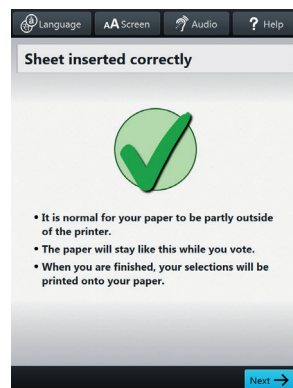 Language AA Screen Audio ? Help
Sheet inserted correctly
• It is normal for your paper to be partly outside
of the printer.
• The paper will stay like this while you vote.
• When you are finished, your selections will be
printed onto your paper.
Next →